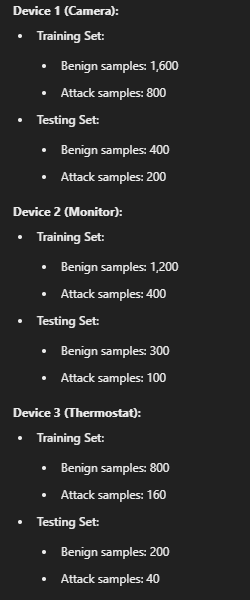 Device 1 (Camera):
• Training Set:
• Benign samples: 1,600
• Attack samples: 800
• Testing Set:
• Benign samples: 400
• Attack samples: 200
Device 2 (Monitor):
• Training Set:
• Benign samples: 1,200
• Attack samples: 400
• Testing Set:
• Benign samples: 300
• Attack samples: 100
Device 3 (Thermostat):
• Training Set:
• Benign samples: 800
• Attack samples: 160
• Testing Set:
• Benign samples: 200
• Attack samples: 40